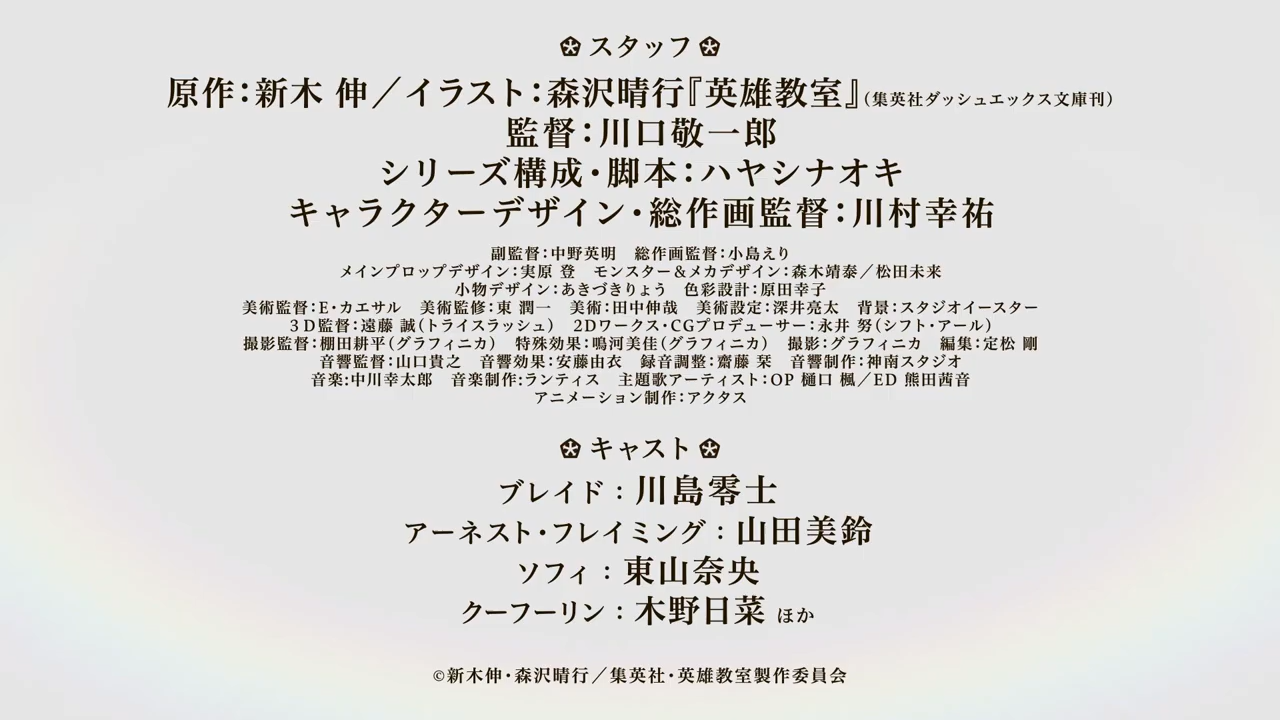 スタッフ
原作：新木 伸／イラスト：森沢晴行『英雄教室』（集英社ダッシュエックス文庫刊）
監督：川口敬一郎
シリーズ構成・脚本：ハヤシナオキ
キャラクターデザイン・総作画監督：川村幸祐
副監督：中野英明　総作画監督：小島えり
メインプロップデザイン：実原 登　モンスター＆メカデザイン：森木靖泰／松田未来
小物デザイン：あきづきりょう　色彩設計：原田幸子
美術監督：E・カエサル　美術監修：東 潤一　美術：田中伸哉　美術設定：深井亮太　背景：スタジオイースター
3D監督：遠藤 誠（トライスラッシュ）　2Dワークス・CGプロデューサー：永井 努（シフト・アール）
撮影監督：棚田耕平（グラフィニカ）　特殊効果：鳴河美佳（グラフィニカ）　撮影：グラフィニカ　編集：定松 剛
音響監督：山口貴之　音響効果：安藤由衣　録音調整：齋藤 栞　音響制作：神南スタジオ
音楽：中川幸太郎　音楽制作：ランティス　主題歌アーティスト：OP 樋口 楓／ED 熊田茜音
アニメーション制作：アクタス
キャスト
ブレイド：川島零士
アーネスト・フレイミング：山田美鈴
ソフィ：東山奈央
クーフーリン：木野日菜 ほか
©新木伸・森沢晴行／集英社・英雄教室製作委員会